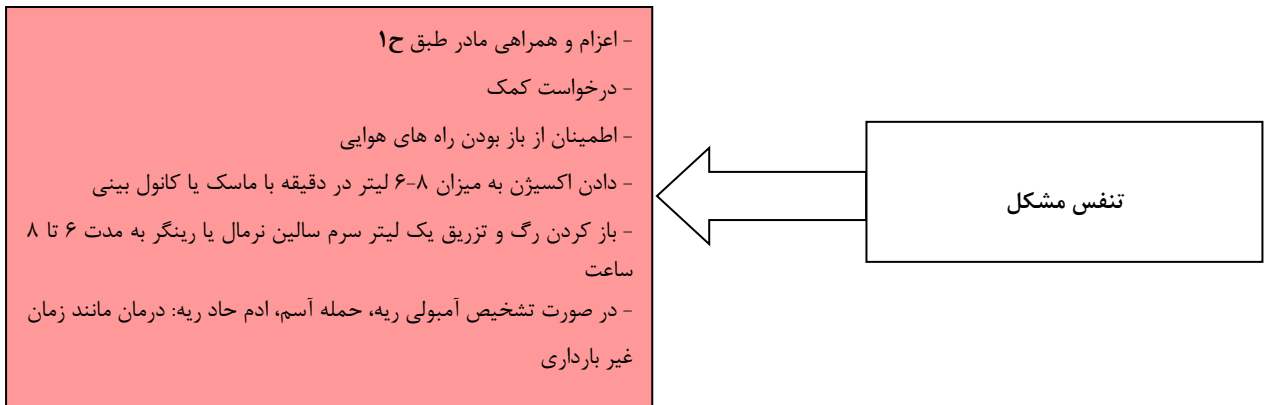 تنفس مشکل
- اعزام و همراهی مادر طبق ح۱
- درخواست کمک
- اطمینان از باز بودن راه های هوایی
- دادن اکسیژن به میزان ۸-۶ لیتر در دقیقه با ماسک یا کانول بینی
- باز کردن رگ و تزریق یک لیتر سرم سالین نرمال یا رینگر به مدت ۶ تا ۸
ساعت
- در صورت تشخیص آمبولی ریه، حمله آسم، ادم حاد ریه: درمان مانند زمان
غیر بارداری